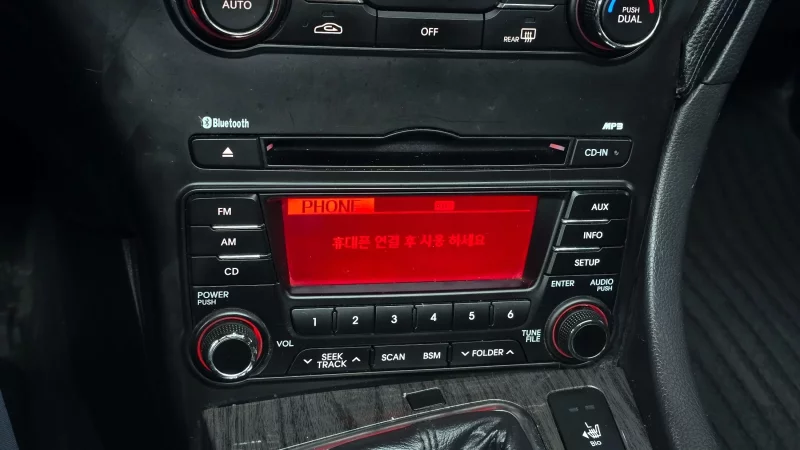 AUTO
OFF
REAR
PUSH
DUAL
Bluetooth
MP3
CD-IN
FM
AM
CD
PHONE
휴대폰 연결 후 사용 하세요
AUX
INFO
SETUP
POWER
PUSH
VOL
1 2 3 4 5 6
ENTER
AUDIO
PUSH
TUNE
FILE
SEEK
TRACK
SCAN
BSM
FOLDER
L
Bio